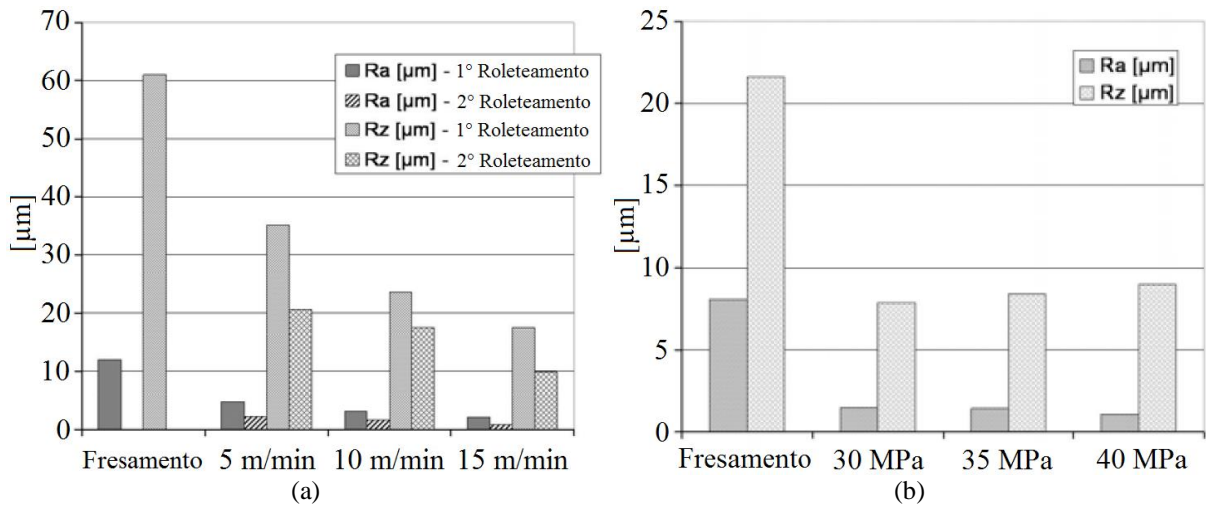 70
60
50
40
30
20
10
0
[µm]
Ra [µm] - 1° Roleteamento
Ra [µm] - 2° Roleteamento
Rz [µm] - 1° Roleteamento
Rz [µm] - 2° Roleteamento
Fresamento 5 m/min 10 m/min 15 m/min
(a)
25
20
15
10
5
0
[µm]
Ra [µm]
Rz [µm]
Fresamento 30 MPa 35 MPa 40 MPa
(b)